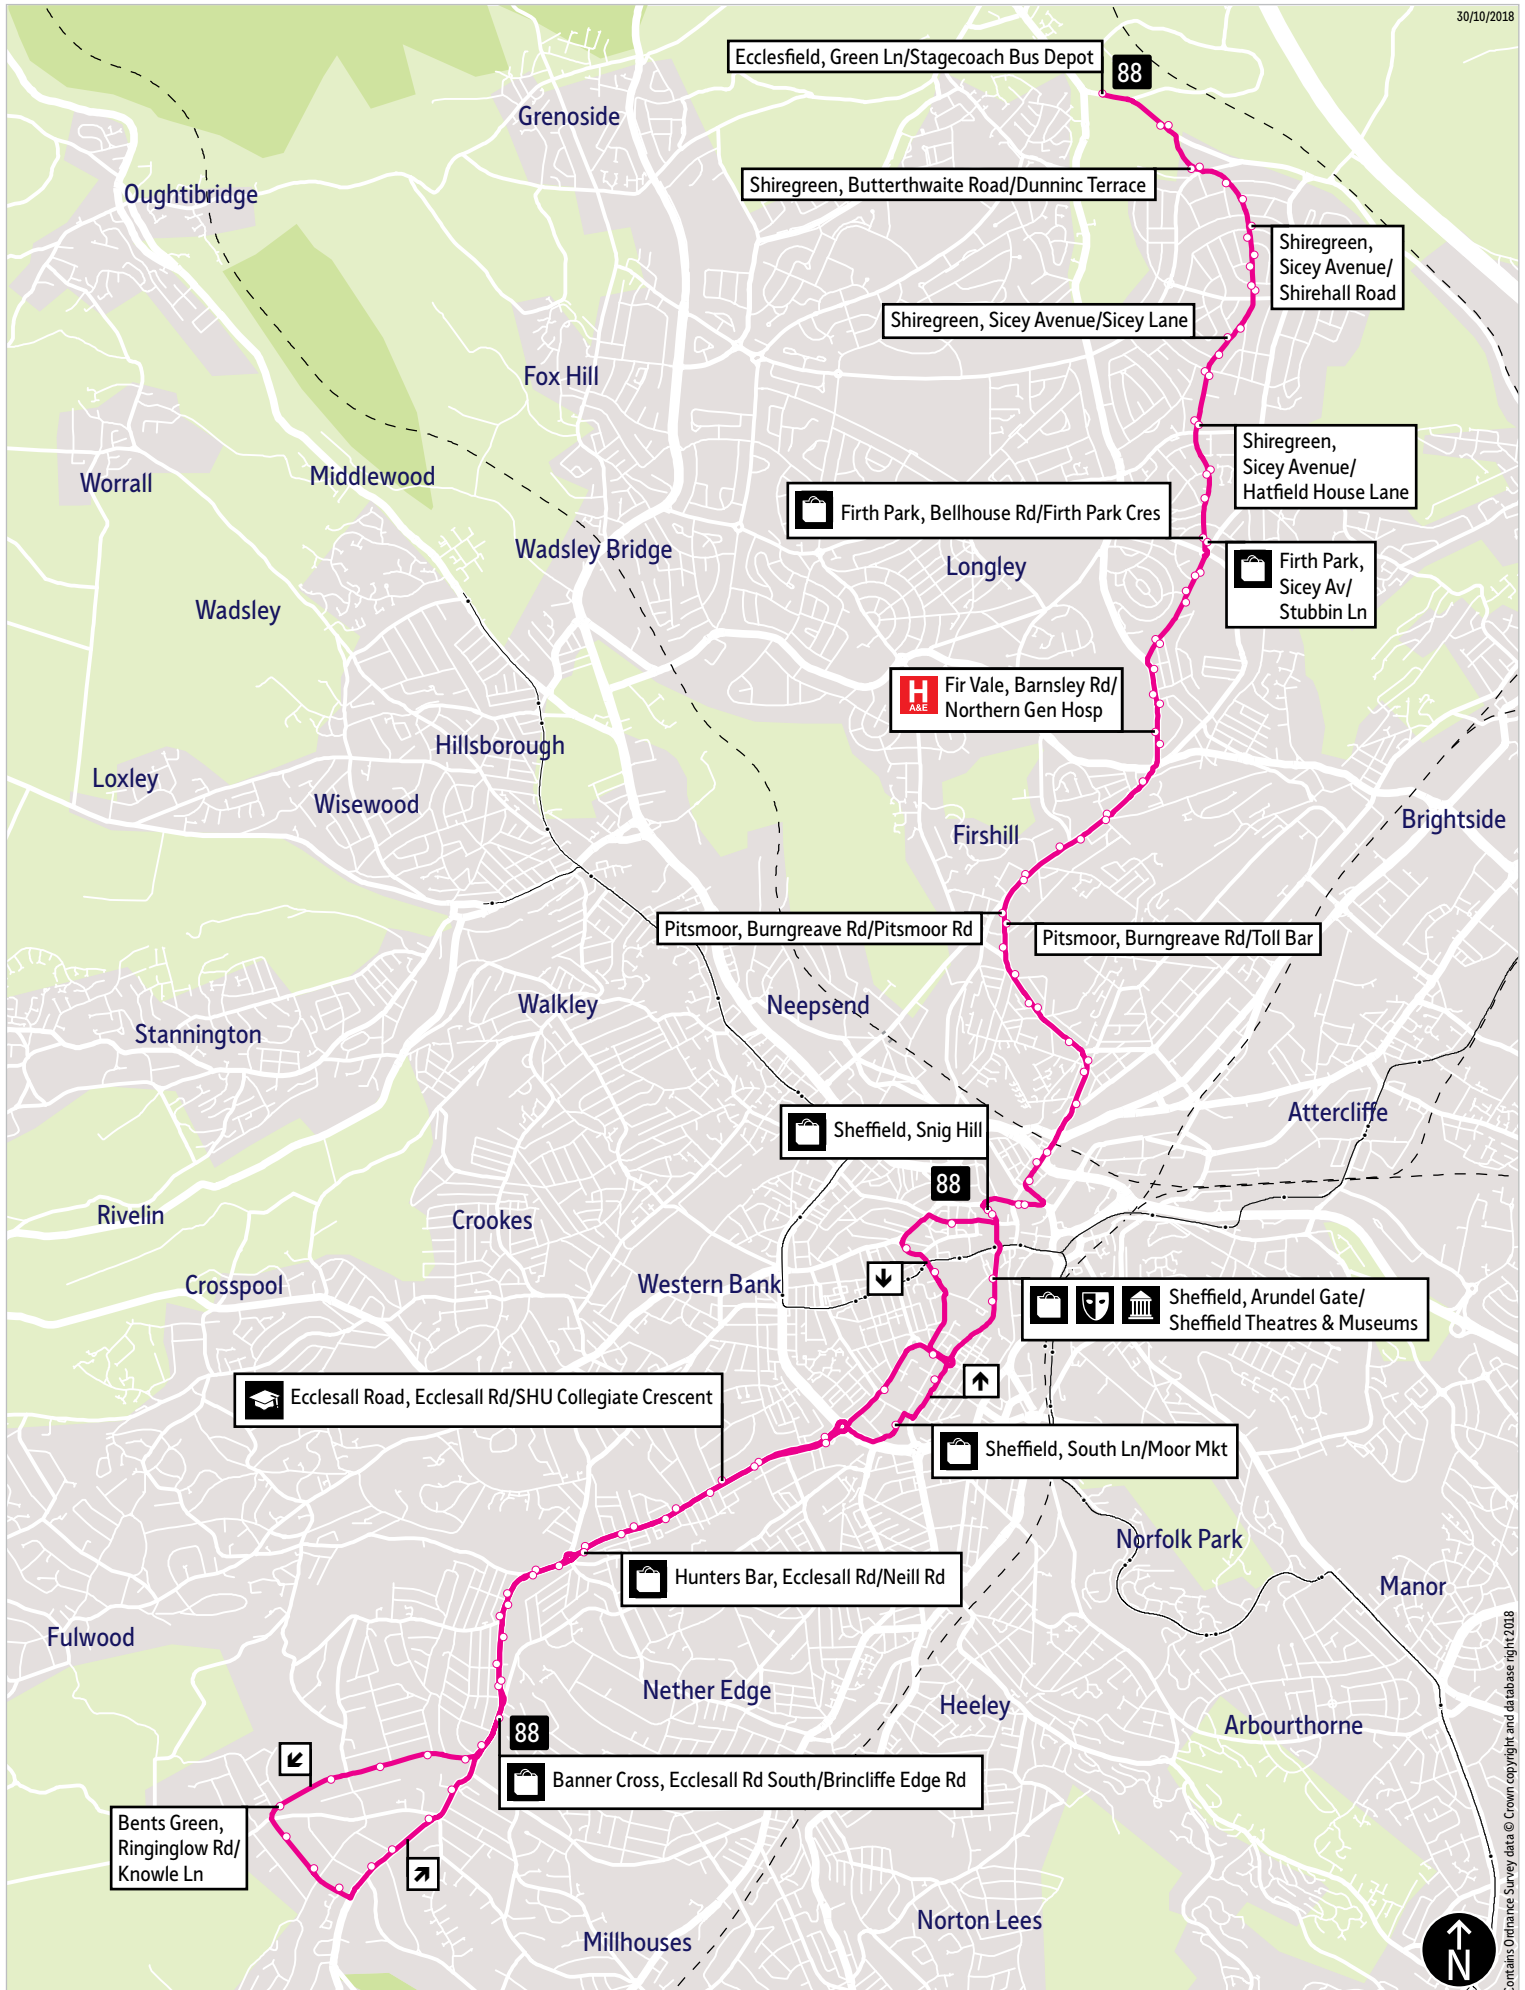 30/10/2018
Ecclesfield, Green Ln/Stagecoach Bus Depot
88
Grenoside
Oughtibridge
Shiregreen, Butterthwaite Road/Dunninc Terrace
Shiregreen,
Sicey Avenue/
Shirehall Road
Shiregreen, Sicey Avenue/Sicey Lane
Fox Hill
Worrall
Middlewood
Shiregreen,
Sicey Avenue/
Hatfield House Lane
Firth Park, Bellhouse Rd/Firth Park Cres
Wadsley Bridge
Longley
Firth Park,
Sicey Av/
Stubbin Ln
Wadsley
H
A&E
Fir Vale, Barnsley Rd/
Northern Gen Hosp
Hillsborough
Loxley
Wisewood
Brightside
Firshill
Pitsmoor, Burngreave Rd/Pitsmoor Rd
Pitsmoor, Burngreave Rd/Toll Bar
Walkley
Neepsend
Stannington
Attercliffe
Sheffield, Snig Hill
88
Rivelin
Crookes
Crosspool
Western Bank
Sheffield, Arundel Gate/
Sheffield Theatres & Museums
Ecclesall Road, Ecclesall Rd/SHU Collegiate Crescent
Sheffield, South Ln/Moor Mkt
Norfolk Park
Hunters Bar, Ecclesall Rd/Neill Rd
Manor
Fulwood
Nether Edge
Heeley
Arbourthorne
88
Banner Cross, Ecclesall Rd South/Brincliffe Edge Rd
Bents Green,
Ringinglow Rd/
Knowle Ln
Norton Lees
Millhouses
N
Contains Ordnance Survey data © Crown copyright and database right 2018